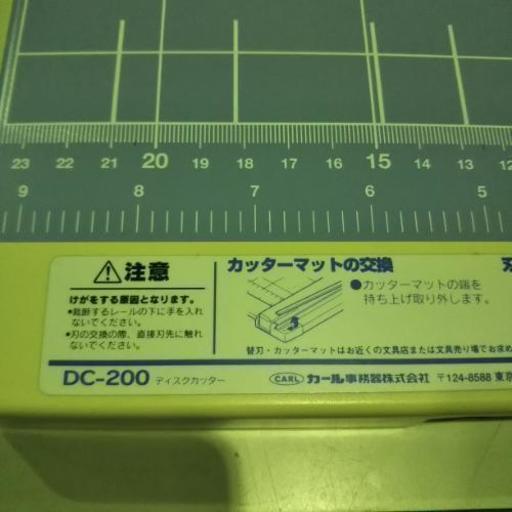 23 22 21 20 19 18 17 16 15 14 13 12
9 8 7 6 5
注意
けがをする原因となります。
●裁断するレールの下に手を入れ
ないでください。
●刃の交換の際、直接刃先に触れ
ないでください。
カッターマットの交換
●カッターマットの端を
持ち上げ取り外します。
替刃・カッターマットはお近くの文具店または文具売り場でお求め
DC-200 ディスクカッター
CARL カール事務器株式会社 〒124-8588 東京